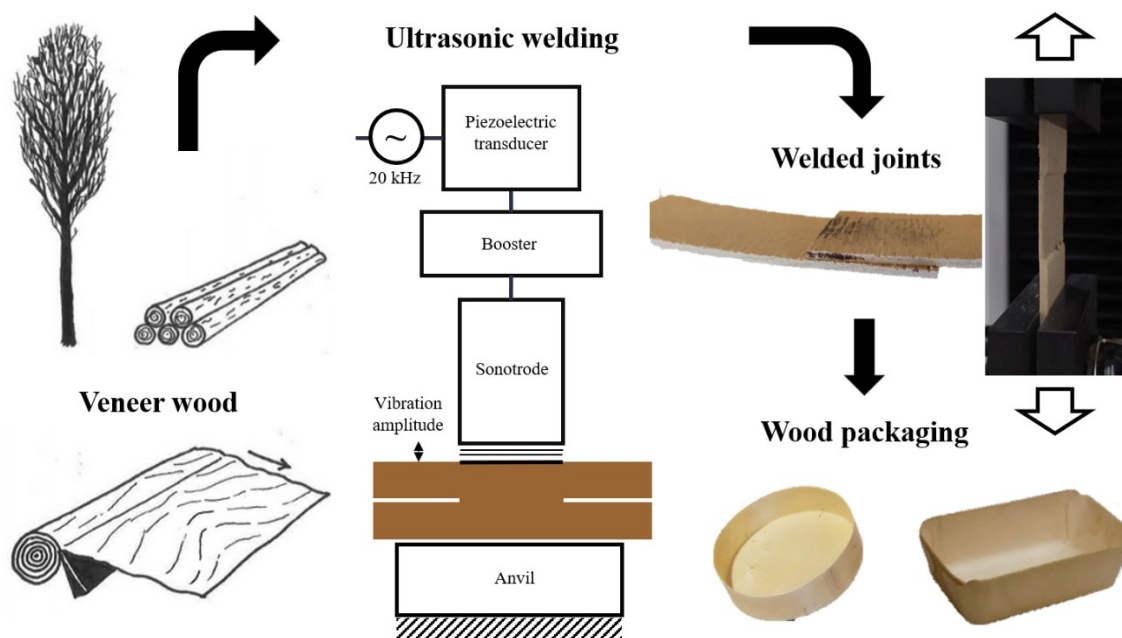 Ultrasonic welding
Piezoelectric
transducer
~
20 kHz
Welded joints
Booster
Sonotrode
Veneer wood
Vibration
amplitude
Wood packaging
Anvil